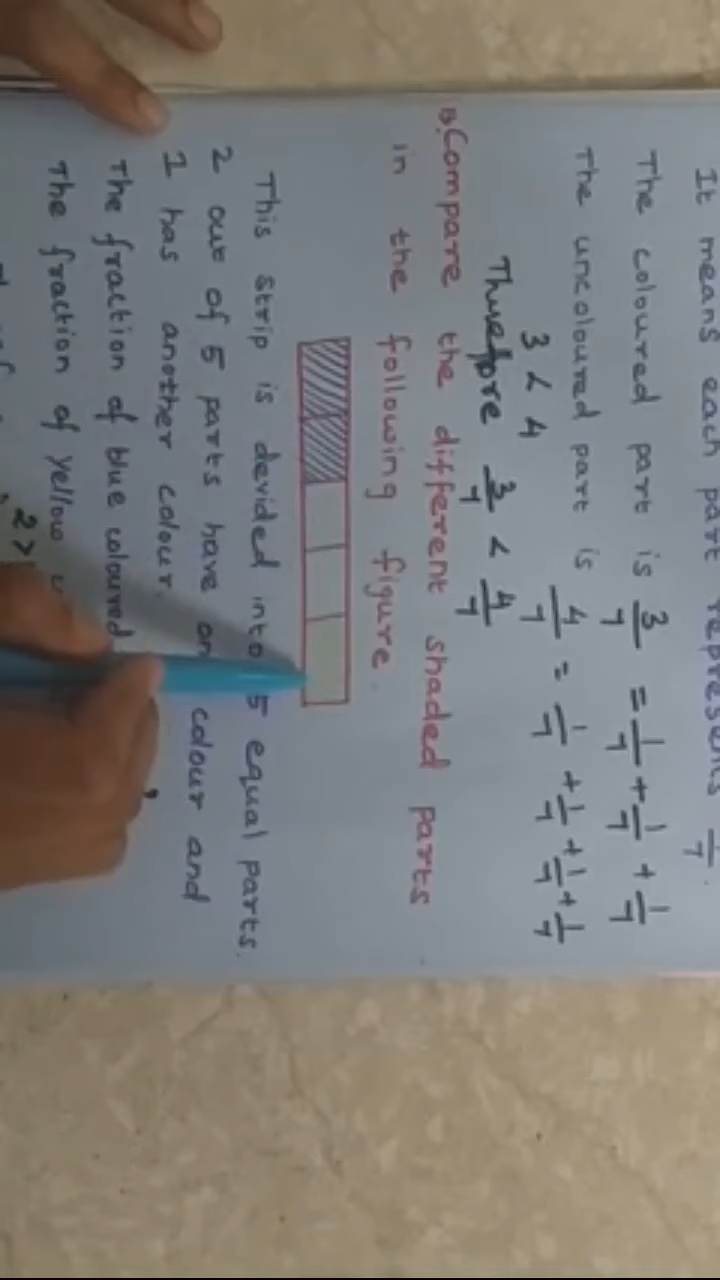 It means each part represents 1/7.
The coloured part is 3/7 = 1/7 + 1/7 + 1/7
The uncoloured part is 4/7 = 1/7 + 1/7 + 1/7 + 1/7
3 < 4
Therefore 3/7 < 4/7
Compare the different shaded parts
in the following figure.
This strip is devided into 5 equal parts.
2 out of 5 parts have colour and
1 has another colour.
The fraction of blue coloured
The fraction of yellow
2 >